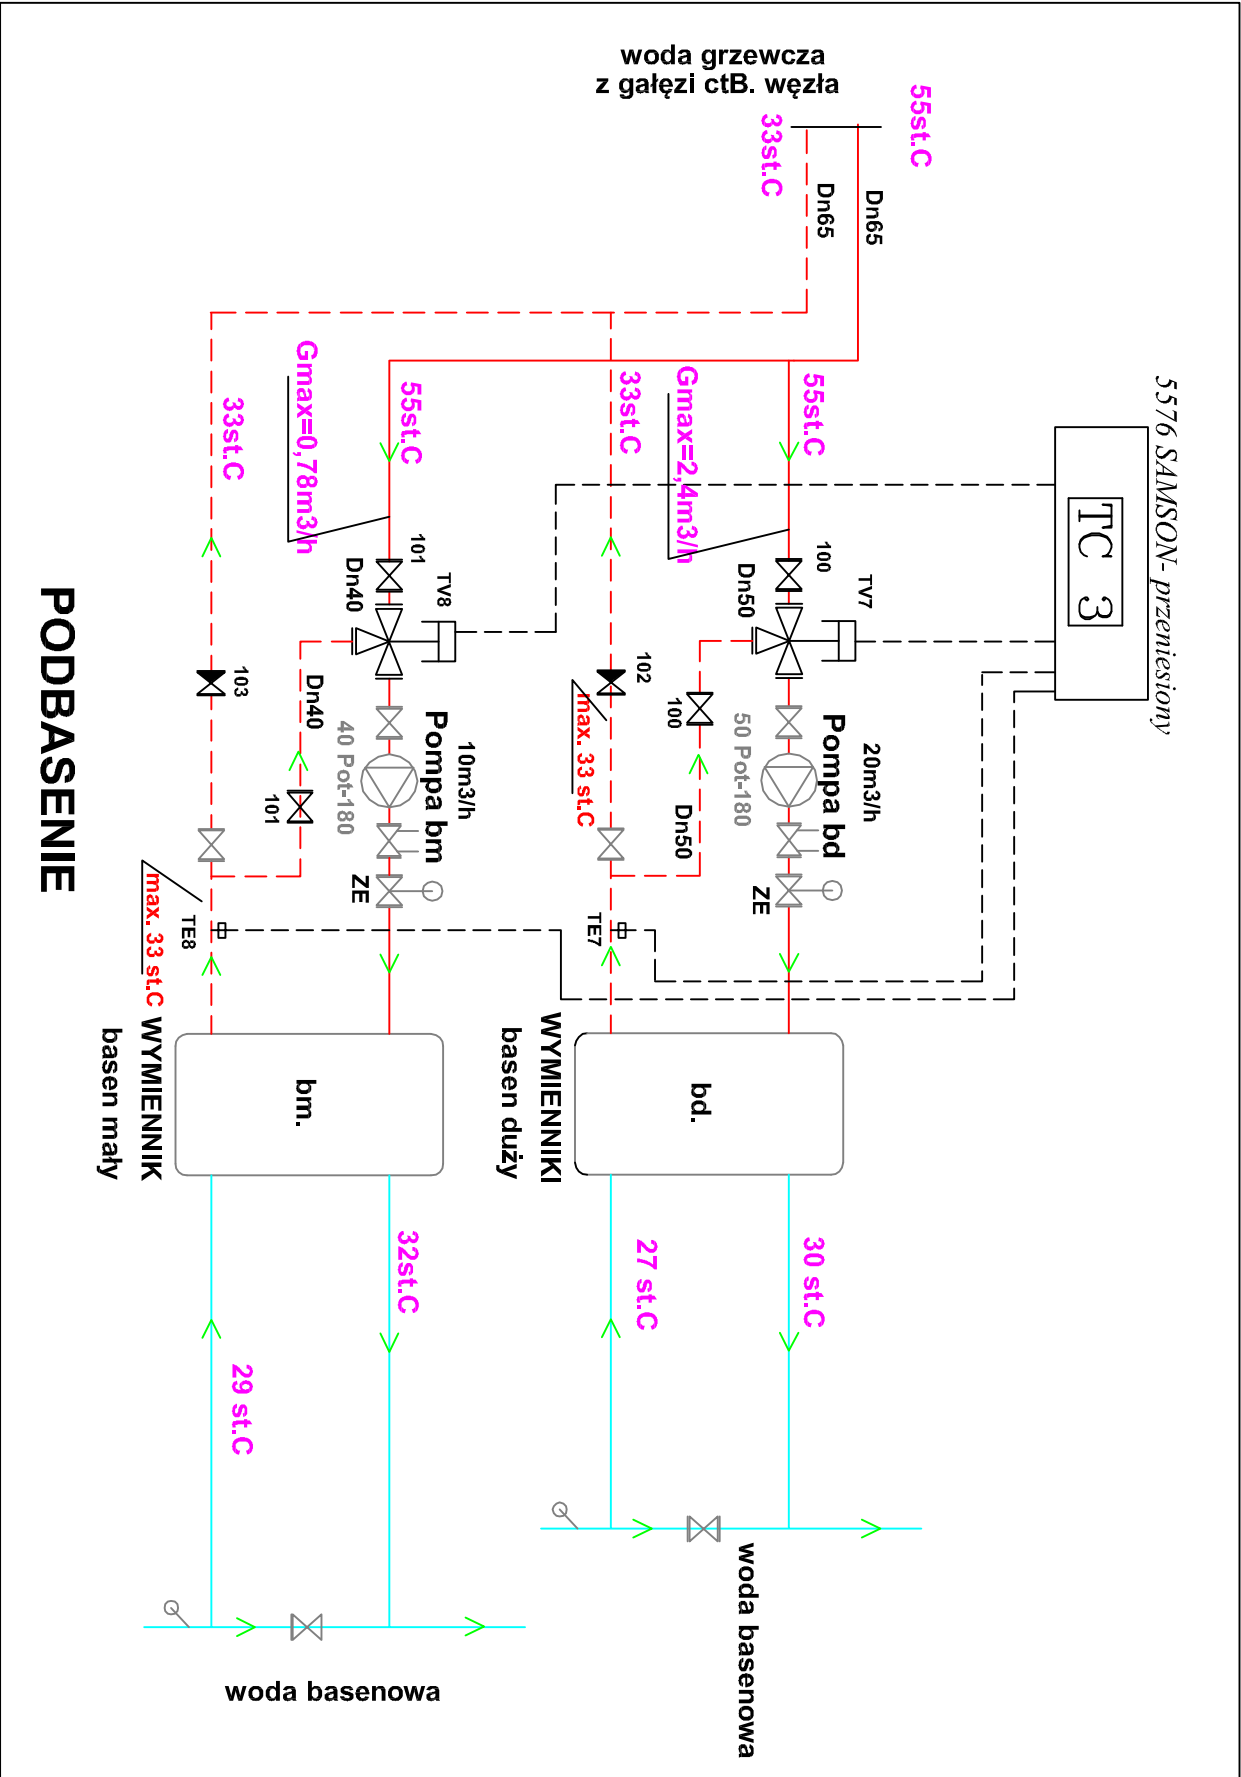 woda grzewcza
z gałęzi ctB. węzła
55st.C
33st.C
Dn65
Dn65
5576 SAMSON- przeniesiony
TC 3
55st.C
Gmax=2,4m3/h
33st.C
55st.C
Gmax=0,78m3/h
33st.C
100
Dn50
TV7
101
Dn40
TV8
20m3/h
Pompa bd
50 Pot-180
ZE
100
Dn50
102
max. 33 st.C
TE7
10m3/h
Pompa bm
40 Pot-180
ZE
Dn40
101
103
max. 33 st.C
TE8
bd.
WYMIENNIKI
basen duży
bm.
WYMIENNIK
basen mały
30 st.C
27 st.C
32st.C
29 st.C
woda basenowa
woda basenowa
PODBASENIE